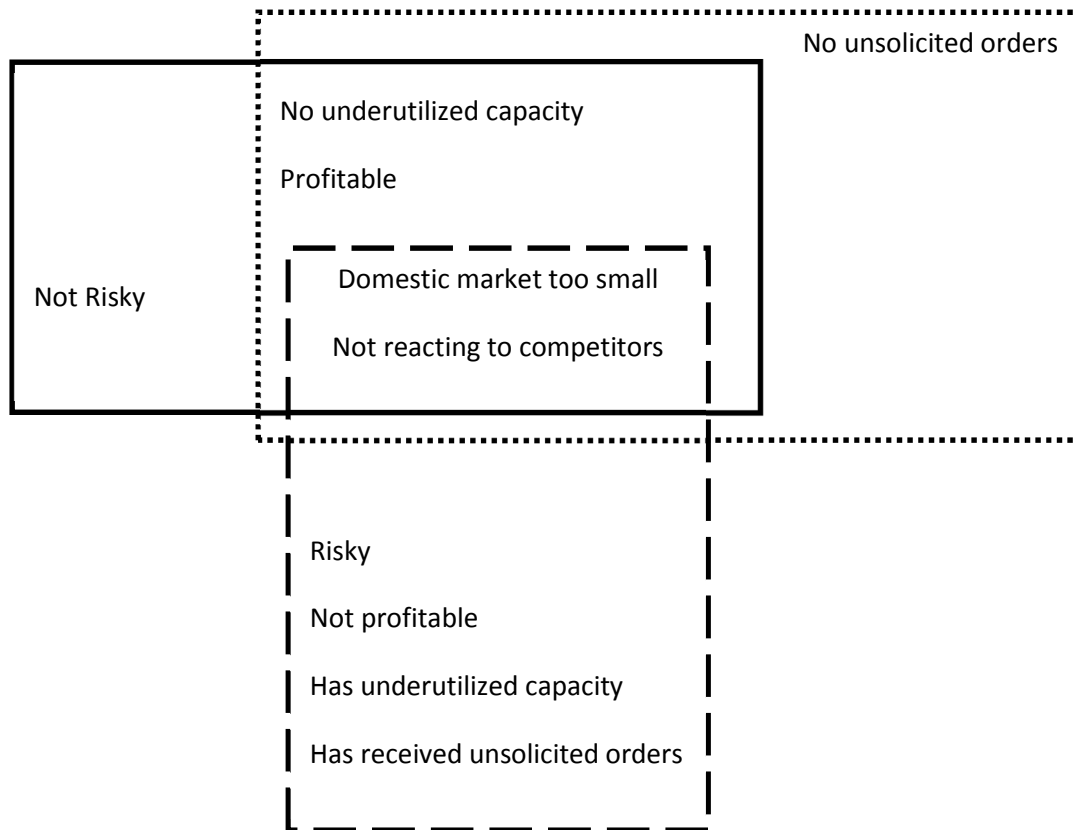 No unsolicited orders
No underutilized capacity
Profitable
Domestic market too small
Not Risky
Not reacting to competitors
Risky
Not profitable
Has underutilized capacity
Has received unsolicited orders